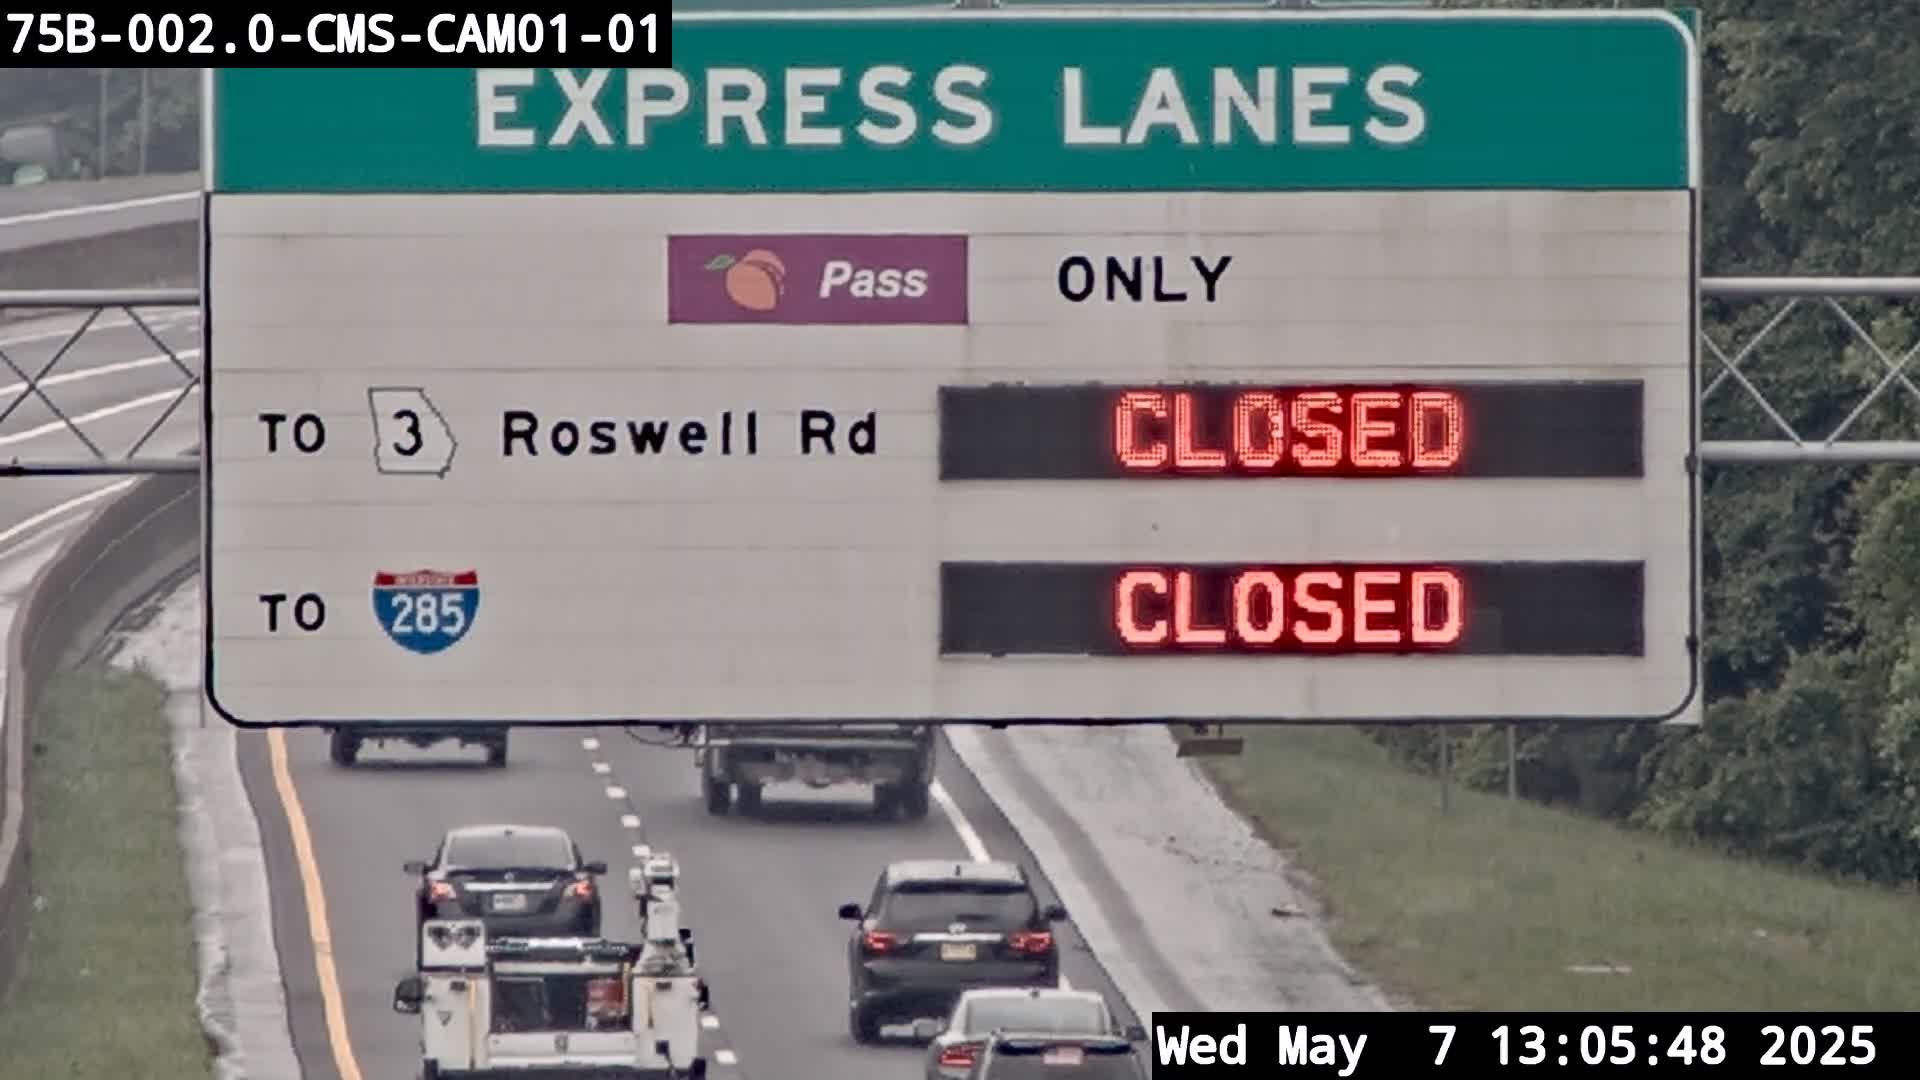 75B-002.0-CMS-CAM01-01
EXPRESS LANES
Pass ONLY
TO 3 Roswell Rd CLOSED
INTERSTATE
TO 285 CLOSED
Wed May 7 13:05:48 2025